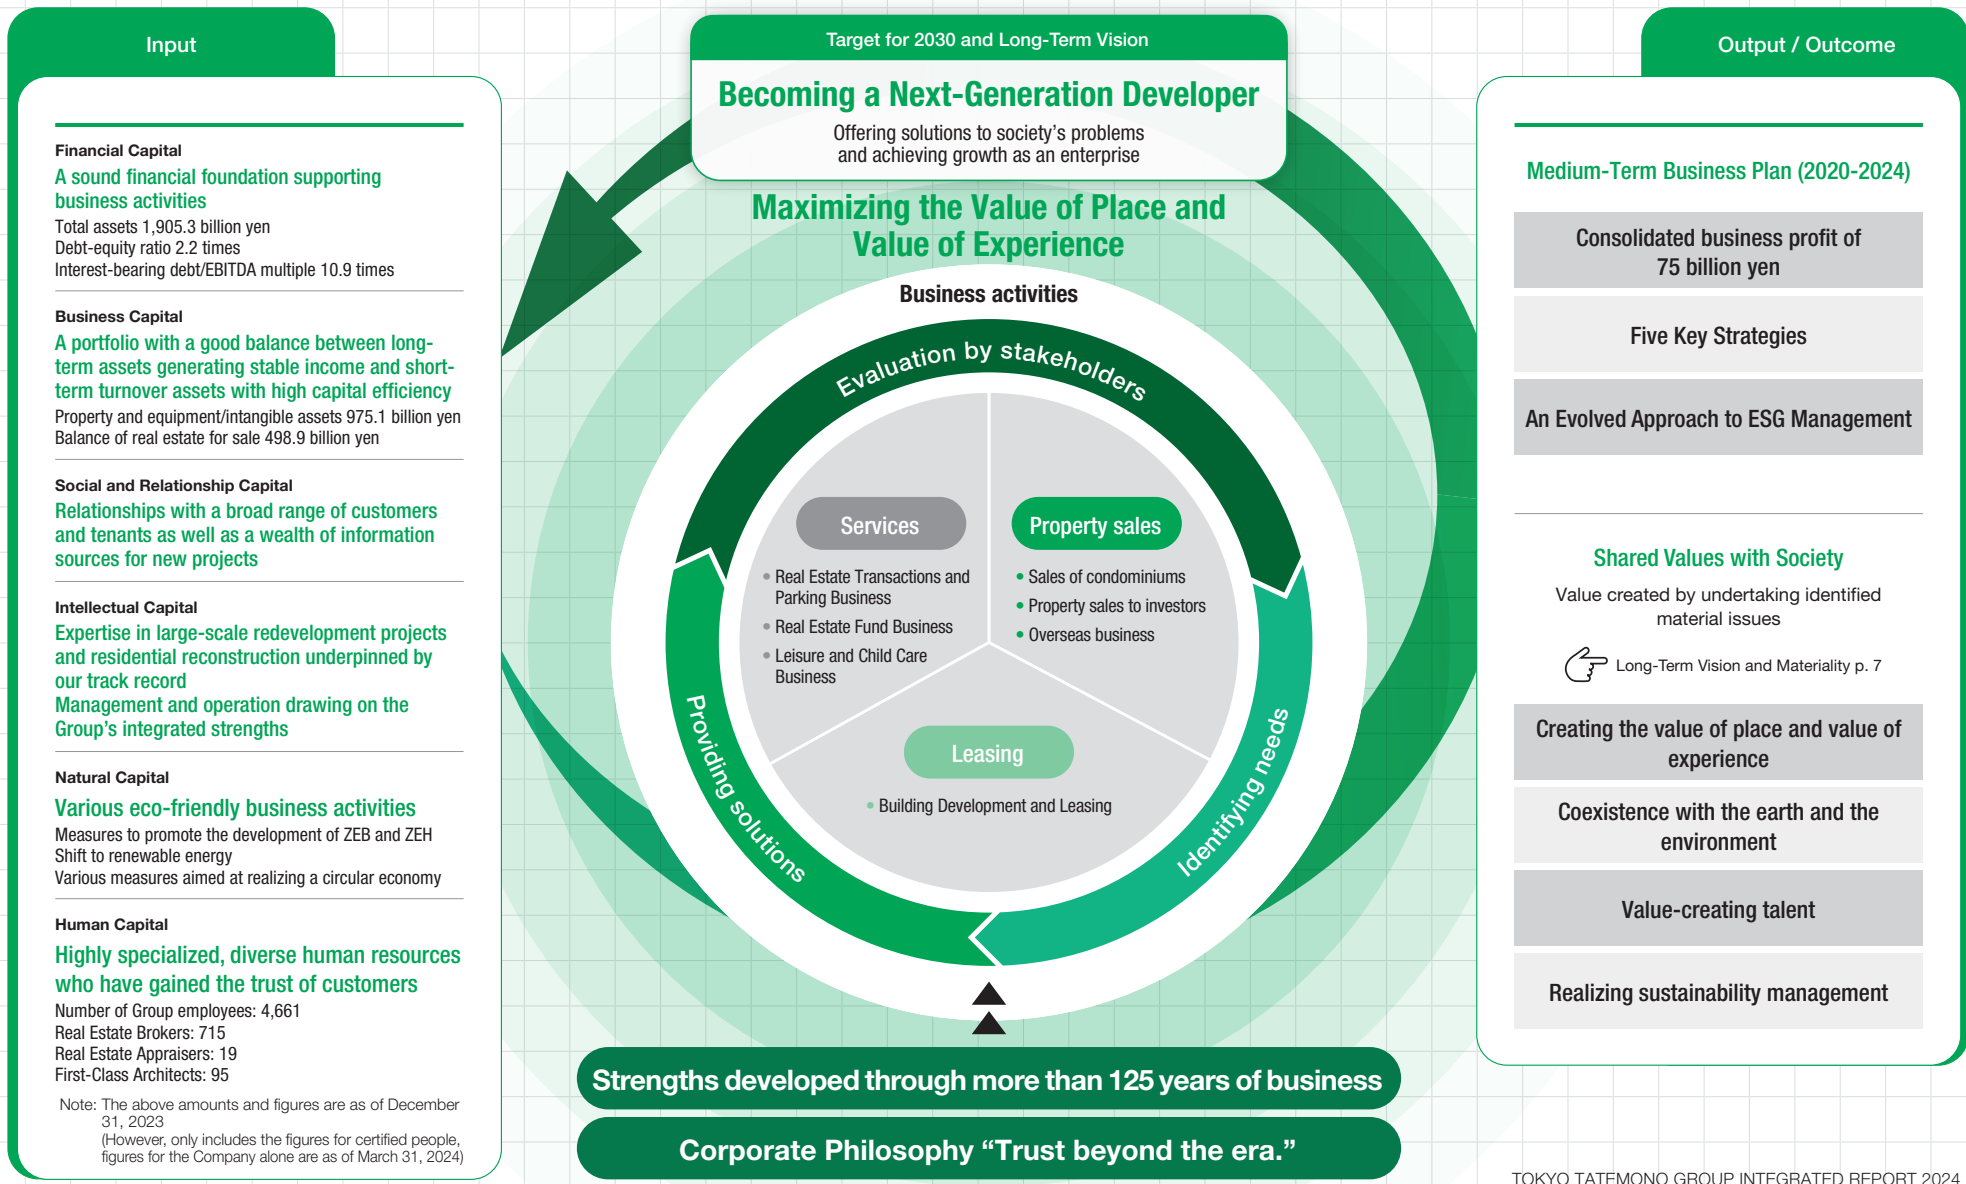 Input
Financial Capital
A sound financial foundation supporting
business activities
Total assets 1,905.3 billion yen
Debt-equity ratio 2.2 times
Interest-bearing debt/EBITDA multiple 10.9 times
Business Capital
A portfolio with a good balance between long-
term assets generating stable income and short-
term turnover assets with high capital efficiency
Property and equipment/intangible assets 975.1 billion yen
Balance of real estate for sale 498.9 billion yen
Social and Relationship Capital
Relationships with a broad range of customers
and tenants as well as a wealth of information
sources for new projects
Intellectual Capital
Expertise in large-scale redevelopment projects
and residential reconstruction underpinned by
our track record
Management and operation drawing on the
Group's integrated strengths
Natural Capital
Various eco-friendly business activities
Measures to promote the development of ZEB and ZEH
Shift to renewable energy
Various measures aimed at realizing a circular economy
Human Capital
Highly specialized, diverse human resources
who have gained the trust of customers
Number of Group employees: 4,661
Real Estate Brokers: 715
Real Estate Appraisers: 19
First-Class Architects: 95
Note: The above amounts and figures are as of December
31, 2023
(However, only includes the figures for certified people,
figures for the Company alone are as of March 31, 2024)
Target for 2030 and Long-Term Vision
Becoming a Next-Generation Developer
Offering solutions to society's problems
and achieving growth as an enterprise
Maximizing the Value of Place and
Value of Experience
Business activities
Evaluation by stakeholders
Services
• Real Estate Transactions and
Parking Business
• Real Estate Fund Business
• Leisure and Child Care
Business
Property sales
• Sales of condominiums
• Property sales to investors
• Overseas business
Leasing
• Building Development and Leasing
Providing solutions
Identifying needs
Strengths developed through more than 125 years of business
Corporate Philosophy “Trust beyond the era.”
Output / Outcome
Medium-Term Business Plan (2020-2024)
Consolidated business profit of
75 billion yen
Five Key Strategies
An Evolved Approach to ESG Management
Shared Values with Society
Value created by undertaking identified
material issues
Long-Term Vision and Materiality p. 7
Creating the value of place and value of
experience
Coexistence with the earth and the
environment
Value-creating talent
Realizing sustainability management
TOKYO TATEMONO GROUP INTEGRATED REPORT 2024